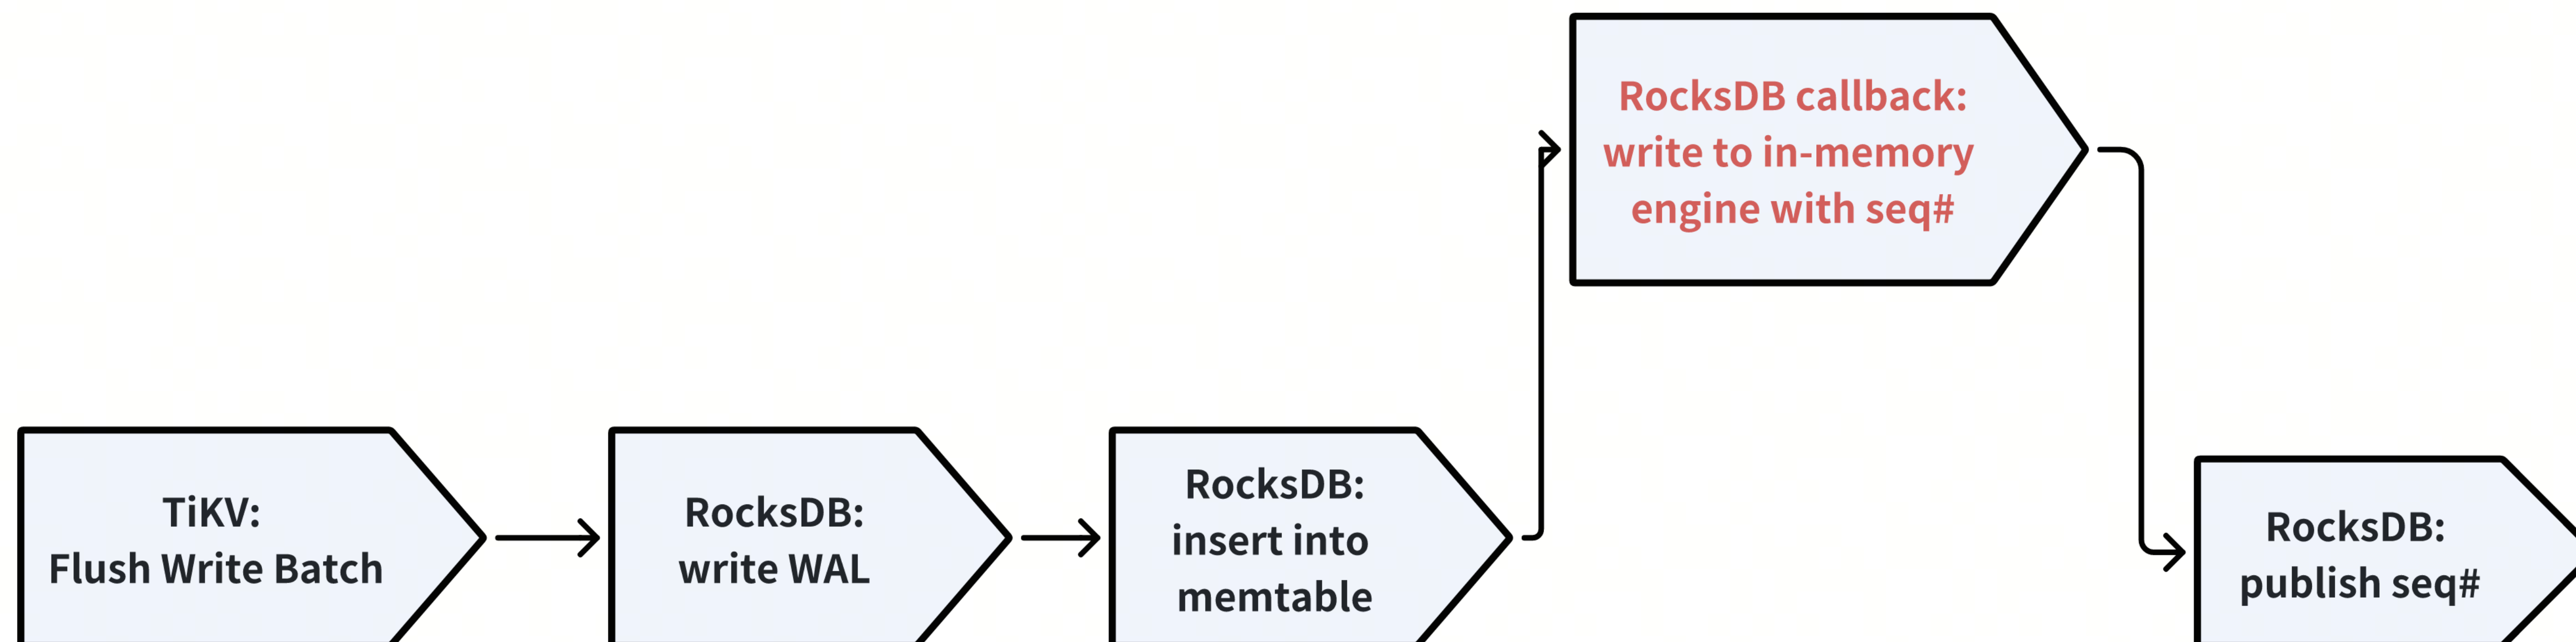 TiKV:
Flush Write Batch
RocksDB:
write WAL
RocksDB:
insert into
memtable
RocksDB callback:
write to in-memory
engine with seq#
RocksDB:
publish seq#